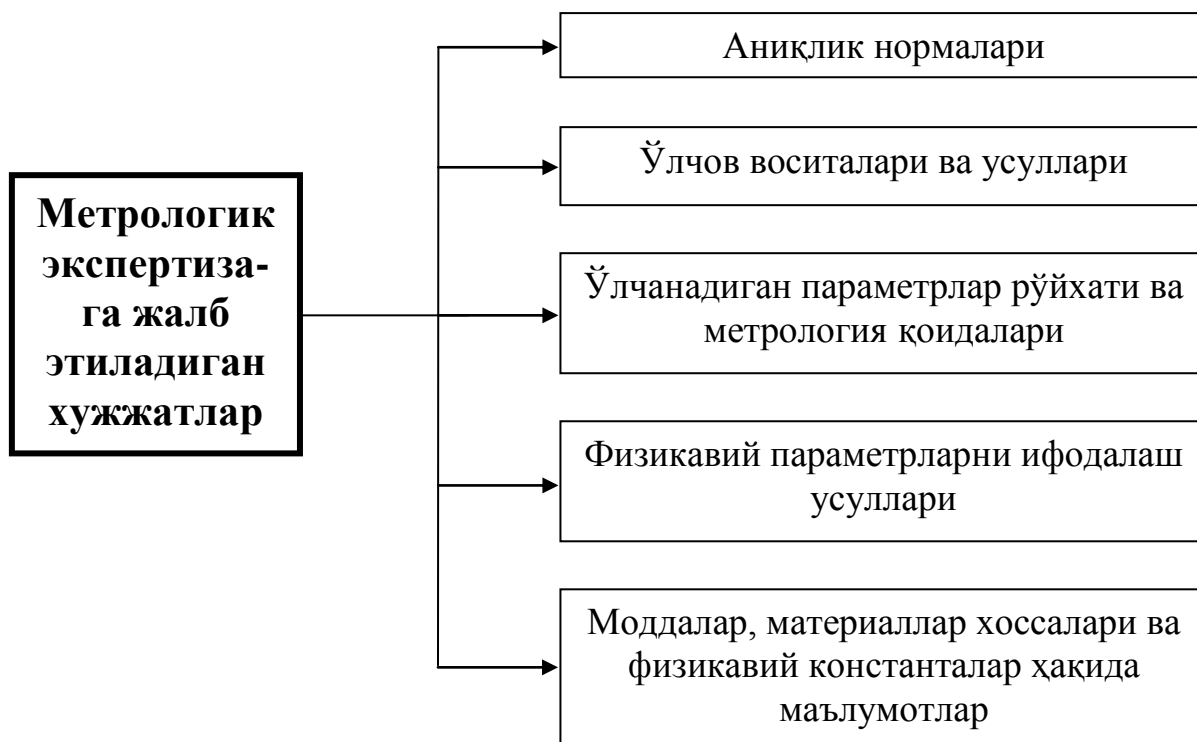 Метрологик
экспертиза-
га жалб
этиладиган
хужжатлар
Аниқлик нормалари
Ўлчов воситалари ва усуллари
Ўлчанадиган параметрлар рўйхати ва
метрология қоидалари
Физикавий параметрларни ифодалаш
усуллари
Моддалар, материаллар хоссалари ва
физикавий константалар ҳақида
маълумотлар